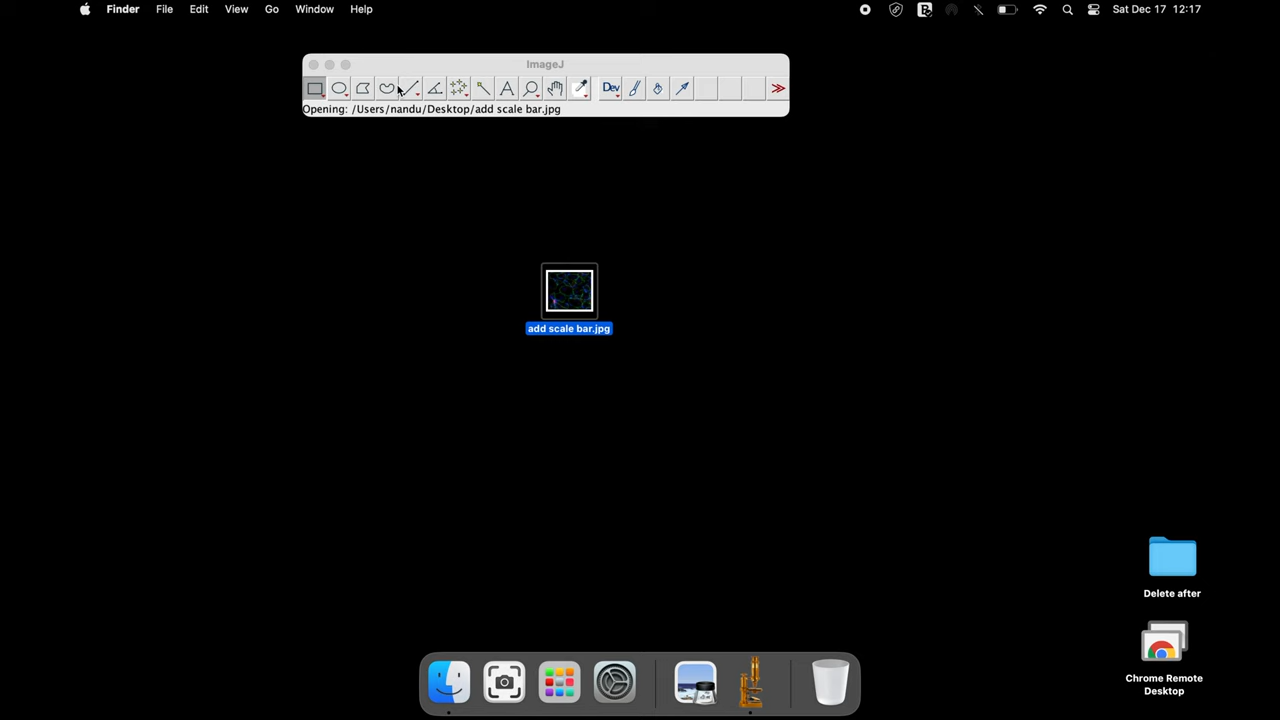 Finder File Edit View Go Window Help Sat Dec 17 12:17
ImageJ
Dev
Opening: /Users/nandu/Desktop/add scale bar.jpg
add scale bar.jpg
Delete after
Chrome Remote
Desktop